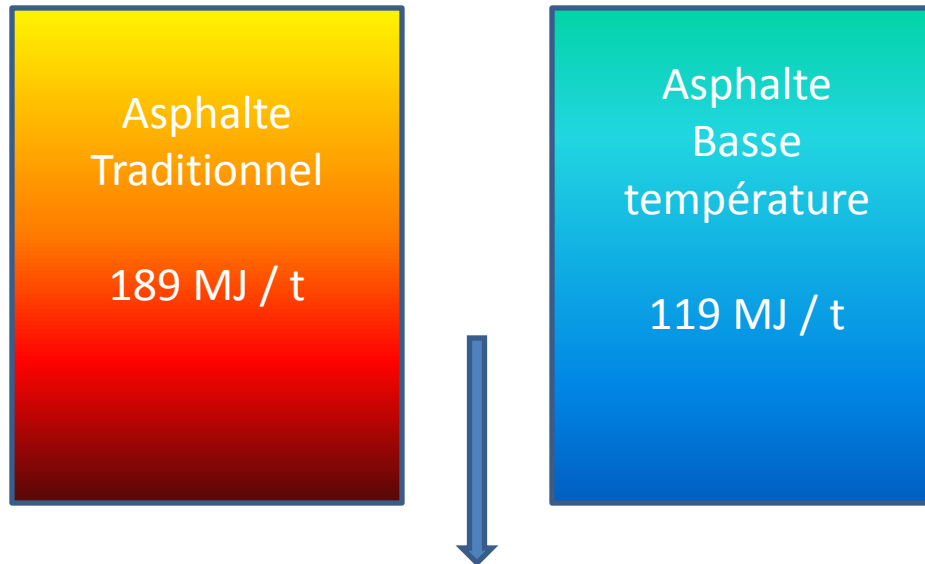 Asphalte
Traditionnel
189 MJ / t
Asphalte
Basse
température
119 MJ / t